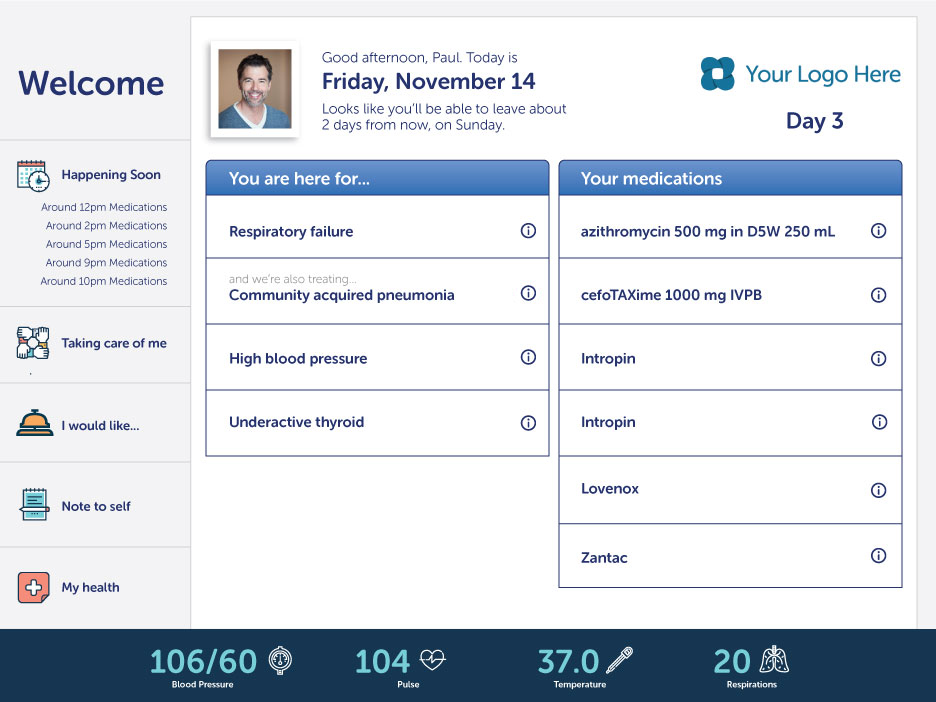 Welcome
Happening Soon
Around 12pm Medications
Around 2pm Medications
Around 5pm Medications
Around 9pm Medications
Around 10pm Medications
Taking care of me
.
I would like...
Note to self
My health
Good afternoon, Paul. Today is
Friday, November 14
Looks like you’ll be able to leave about
2 days from now, on Sunday.
Your Logo Here
Day 3
You are here for...
Respiratory failure
and we’re also treating...
Community acquired pneumonia
High blood pressure
Underactive thyroid
Your medications
azithromycin 500 mg in D5W 250 mL
cefoTAXime 1000 mg IVPB
Intropin
Intropin
Lovenox
Zantac
106/60
Blood Pressure
104
Pulse
37.0
Temperature
20
Respirations